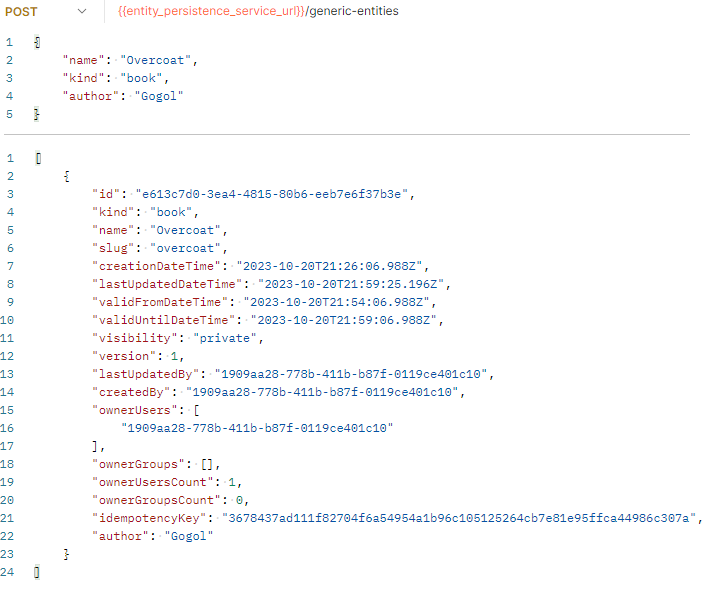 POST {{entity_persistence_service_url}}/generic-entities
1 {
2 "name": "Overcoat",
3 "kind": "book",
4 "author": "Gogol"
5 }
1 [
2 {
3 "id": "e613c7d0-3ea4-4815-80b6-eeb7e6f37b3e",
4 "kind": "book",
5 "name": "Overcoat",
6 "slug": "overcoat",
7 "creationDateTime": "2023-10-20T21:26:06.988Z",
8 "lastUpdatedDateTime": "2023-10-20T21:59:25.196Z",
9 "validFromDateTime": "2023-10-20T21:54:06.988Z",
10 "validUntilDateTime": "2023-10-20T21:59:06.988Z",
11 "visibility": "private",
12 "version": 1,
13 "lastUpdatedBy": "1909aa28-778b-411b-b87f-0119ce401c10",
14 "createdBy": "1909aa28-778b-411b-b87f-0119ce401c10",
15 "ownerUsers": [
16 "1909aa28-778b-411b-b87f-0119ce401c10"
17 ],
18 "ownerGroups": [],
19 "ownerUsersCount": 1,
20 "ownerGroupsCount": 0,
21 "idempotencyKey": "3678437ad111f82704f6a54954a1b96c105125264cb7e81e95ffca44986c307a",
22 "author": "Gogol"
23 }
24 ]